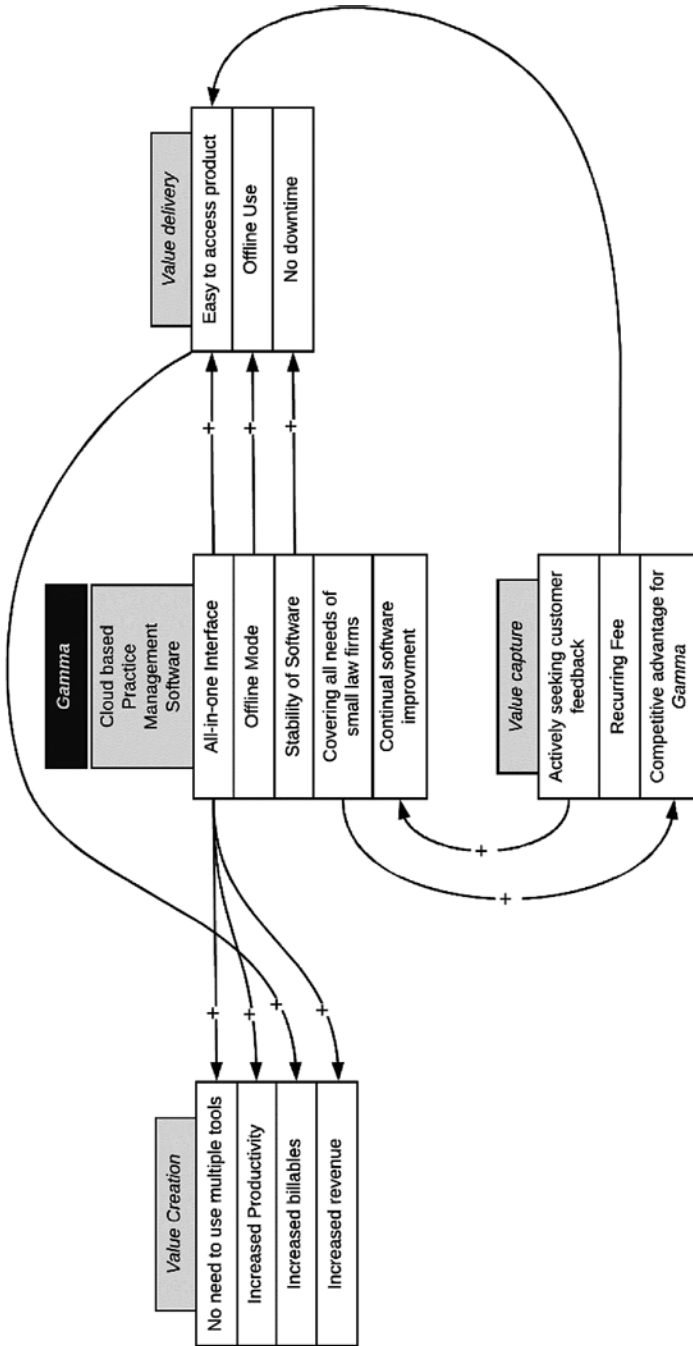 Gamma
Cloud based
Practice
Management
Software
All-in-one Interface
Offline Mode
Stability of Software
Covering all needs of
small law firms
Continual software
improvment
Value Creation
No need to use multiple tools
Increased Productivity
Increased billables
Increased revenue
Value delivery
Easy to access product
Offline Use
No downtime
Value capture
Actively seeking customer
feedback
Recurring Fee
Competitive advantage for
Gamma
+
+
+
+
+
+
+
+
+